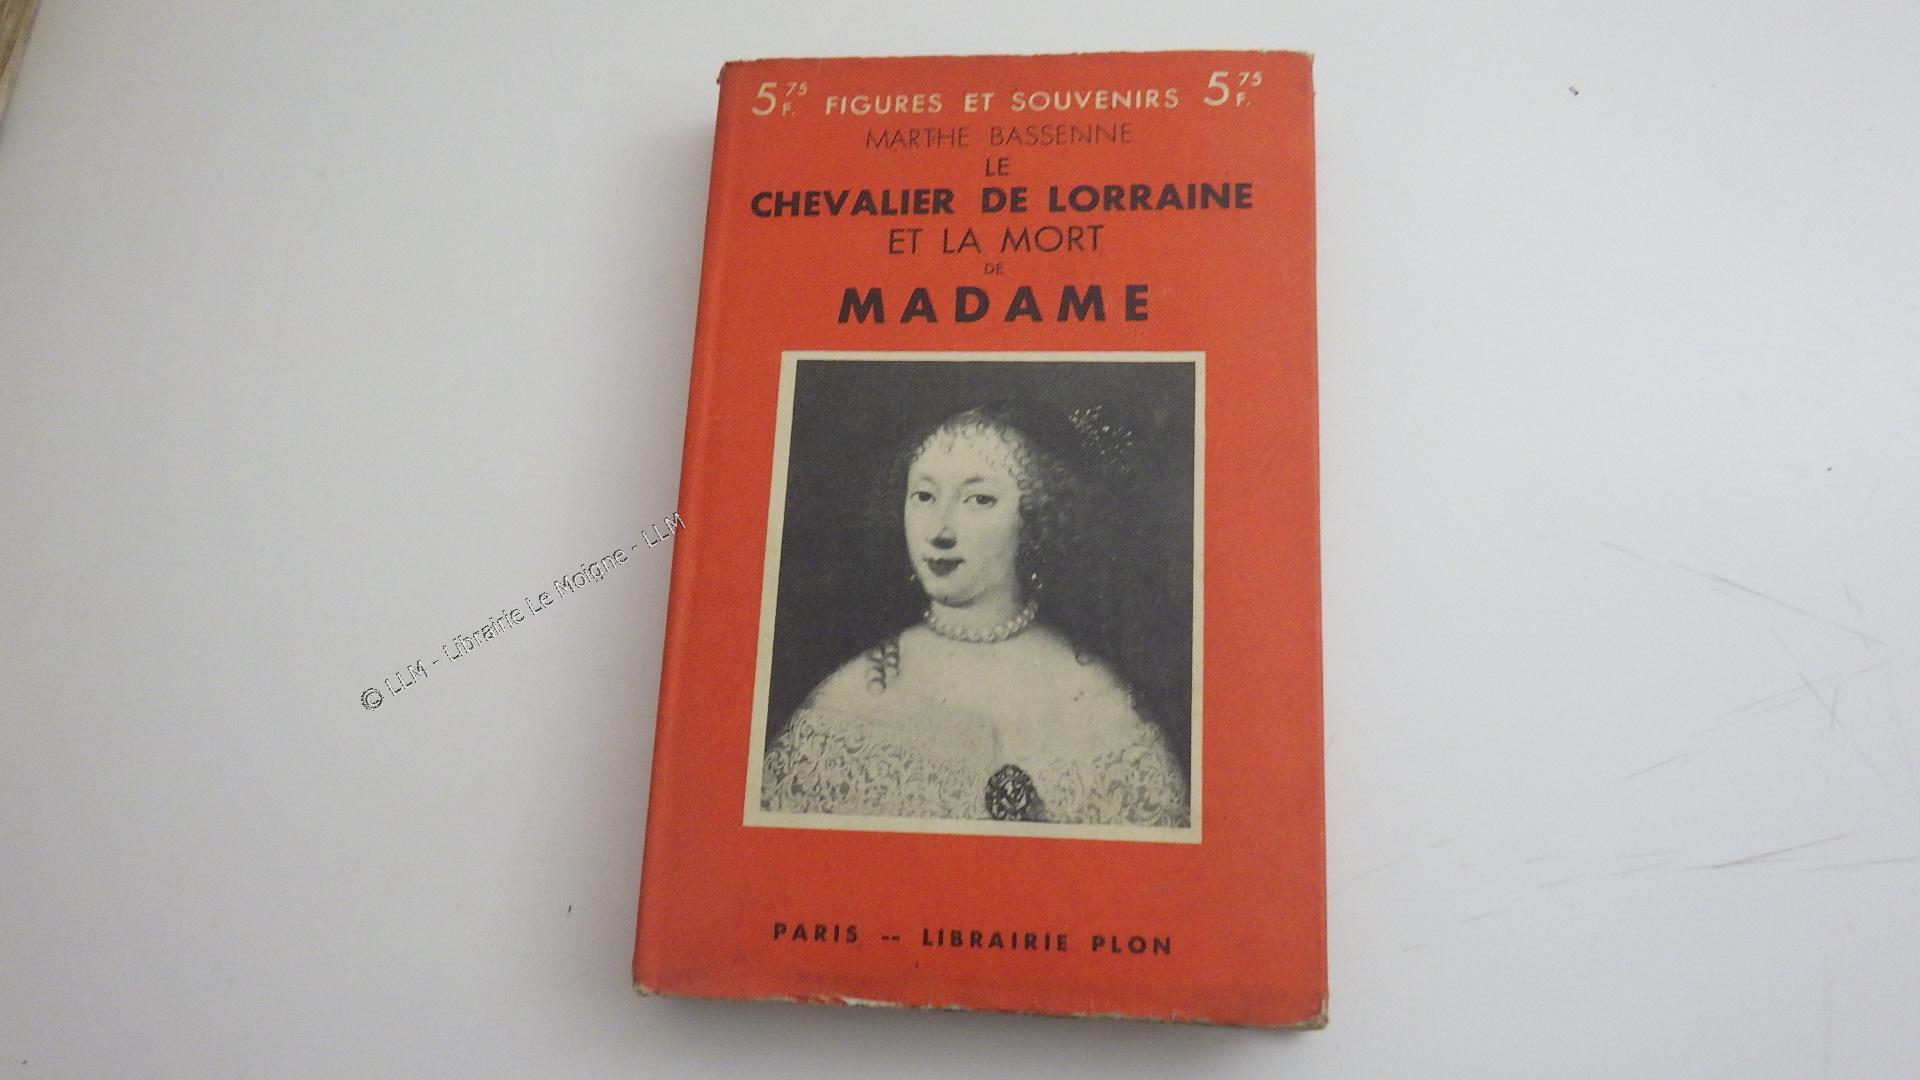 5 F. 75 FIGURES ET SOUVENIRS 5 F. 75
MARTHE BASSENNE
LE
CHEVALIER DE LORRAINE
ET LA MORT
DE
MADAME
© LLM - Librairie Le Moigne - LLM
PARIS -- LIBRAIRIE PLON